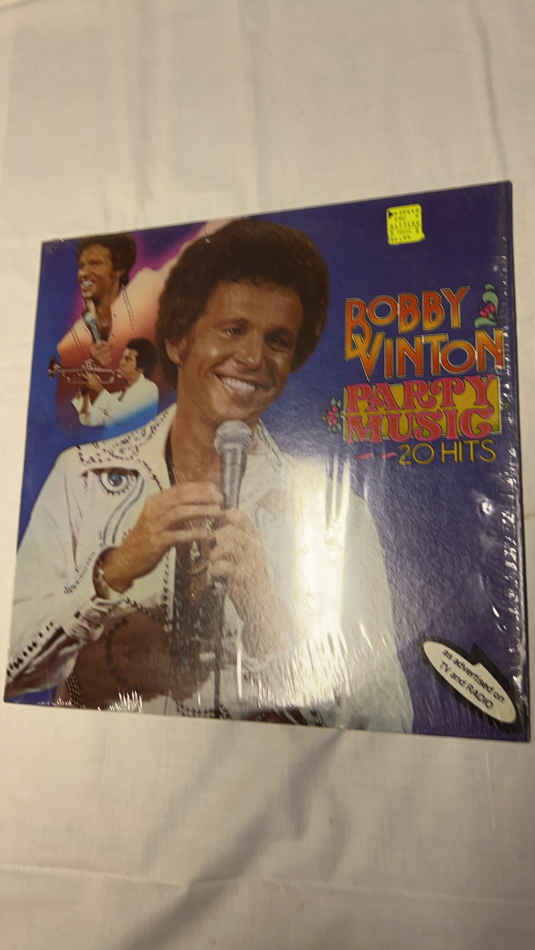 BOBBY
VINTON
PARTY
MUSIC
20 HITS
as advertised on
TV and RADIO